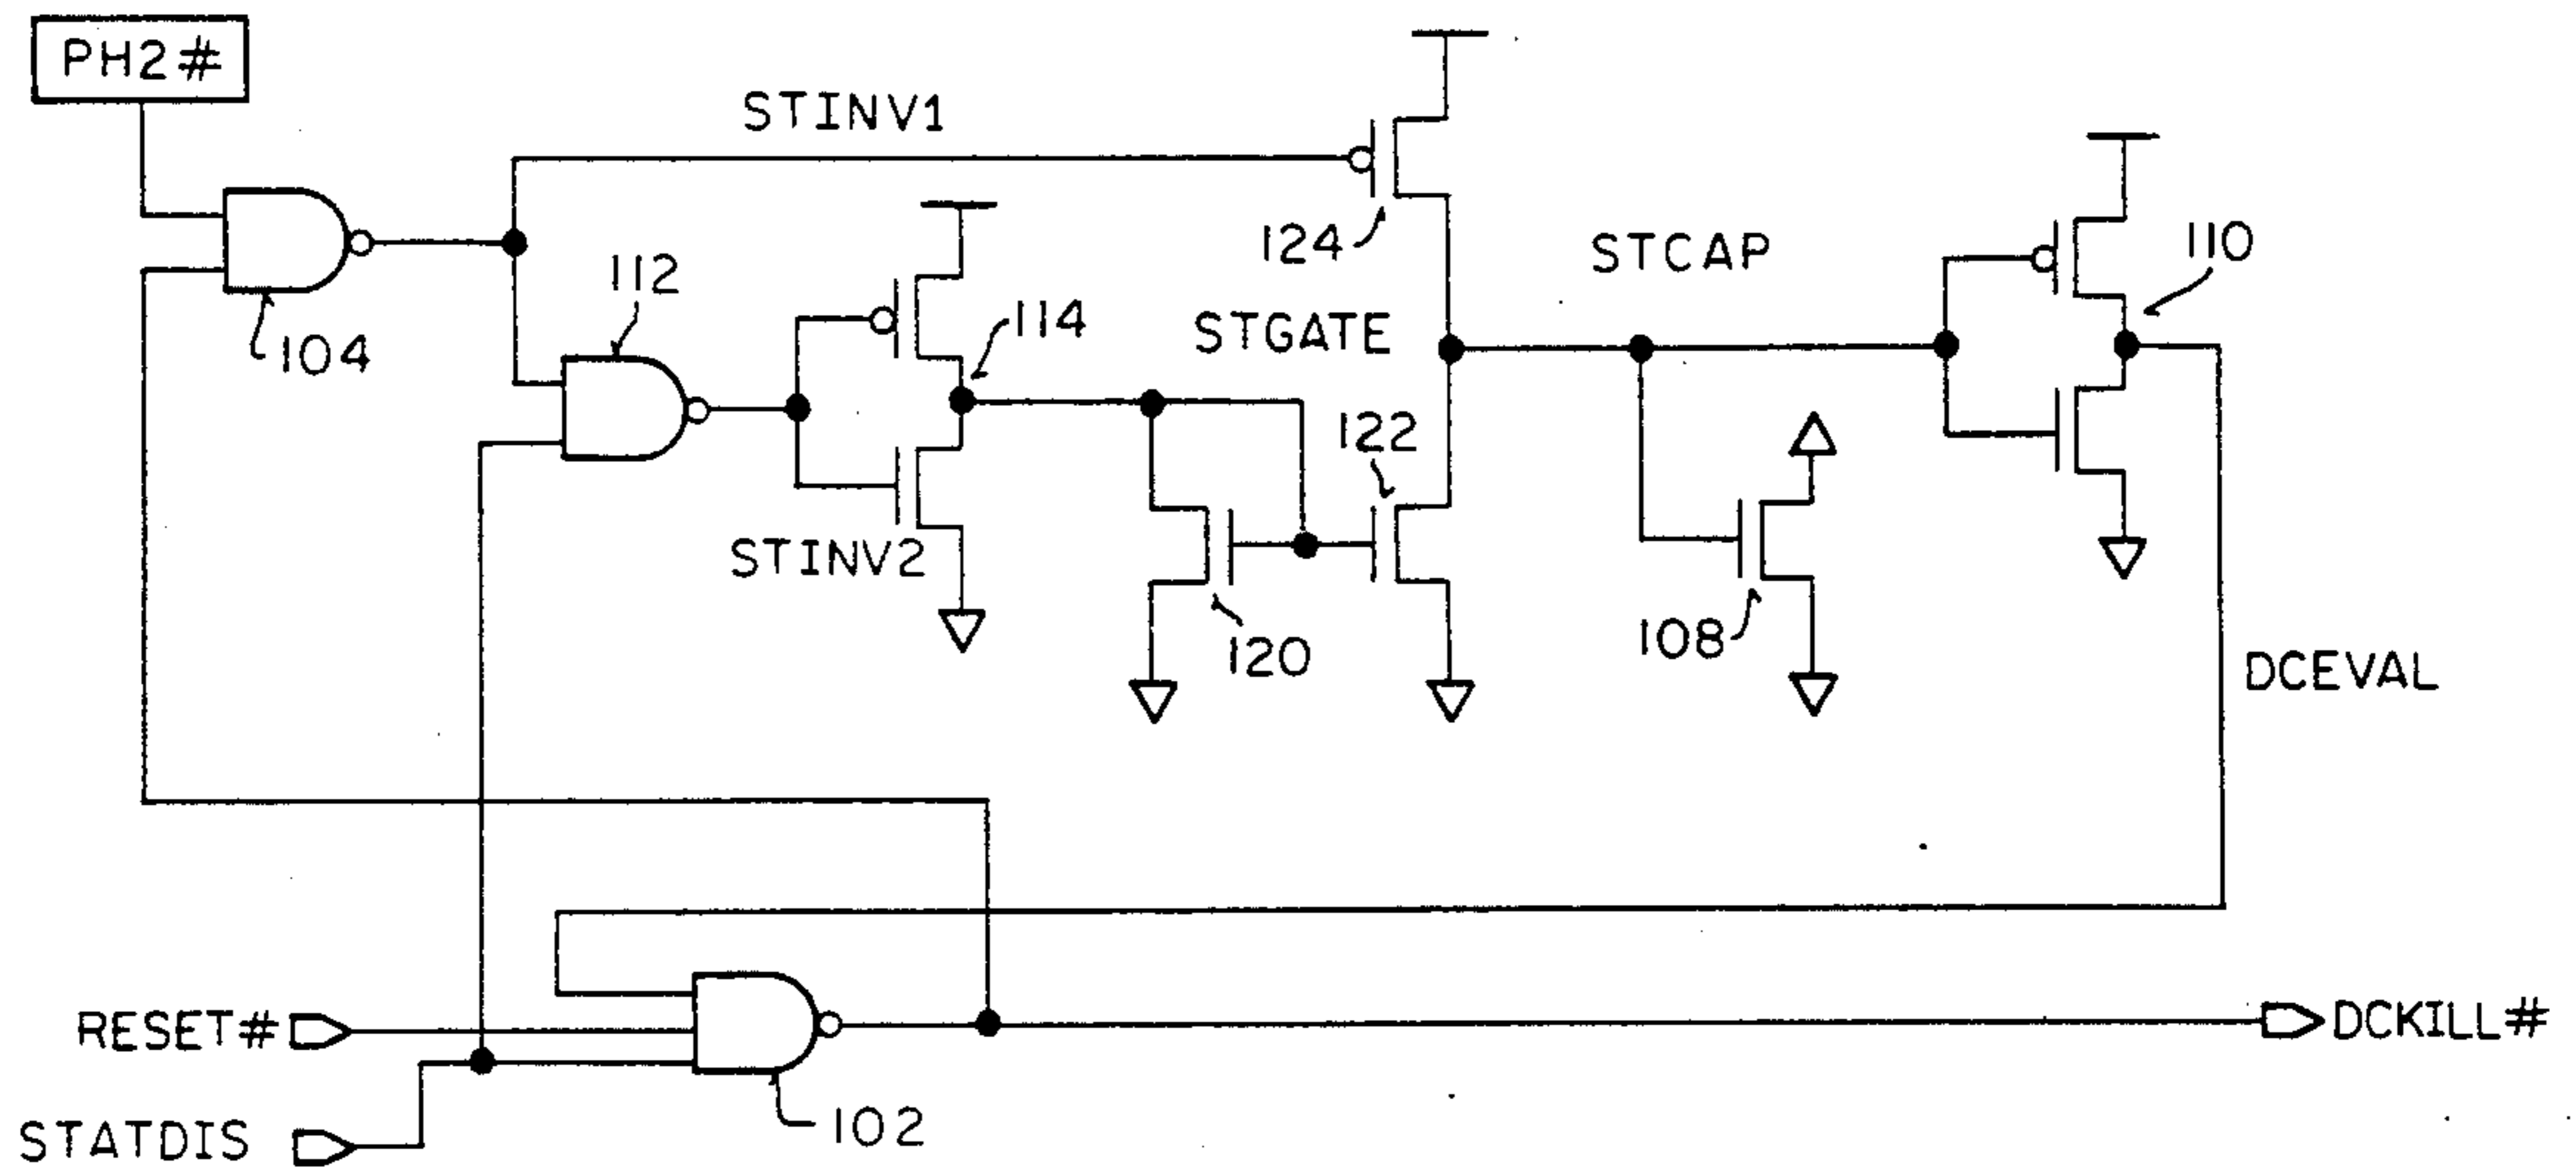 PH2#
STINV1
124
STCAP
110
112
114
STGATE
104
122
STINV2
120
108
DCEVAL
RESET#
DCKILL#
102
STATDIS